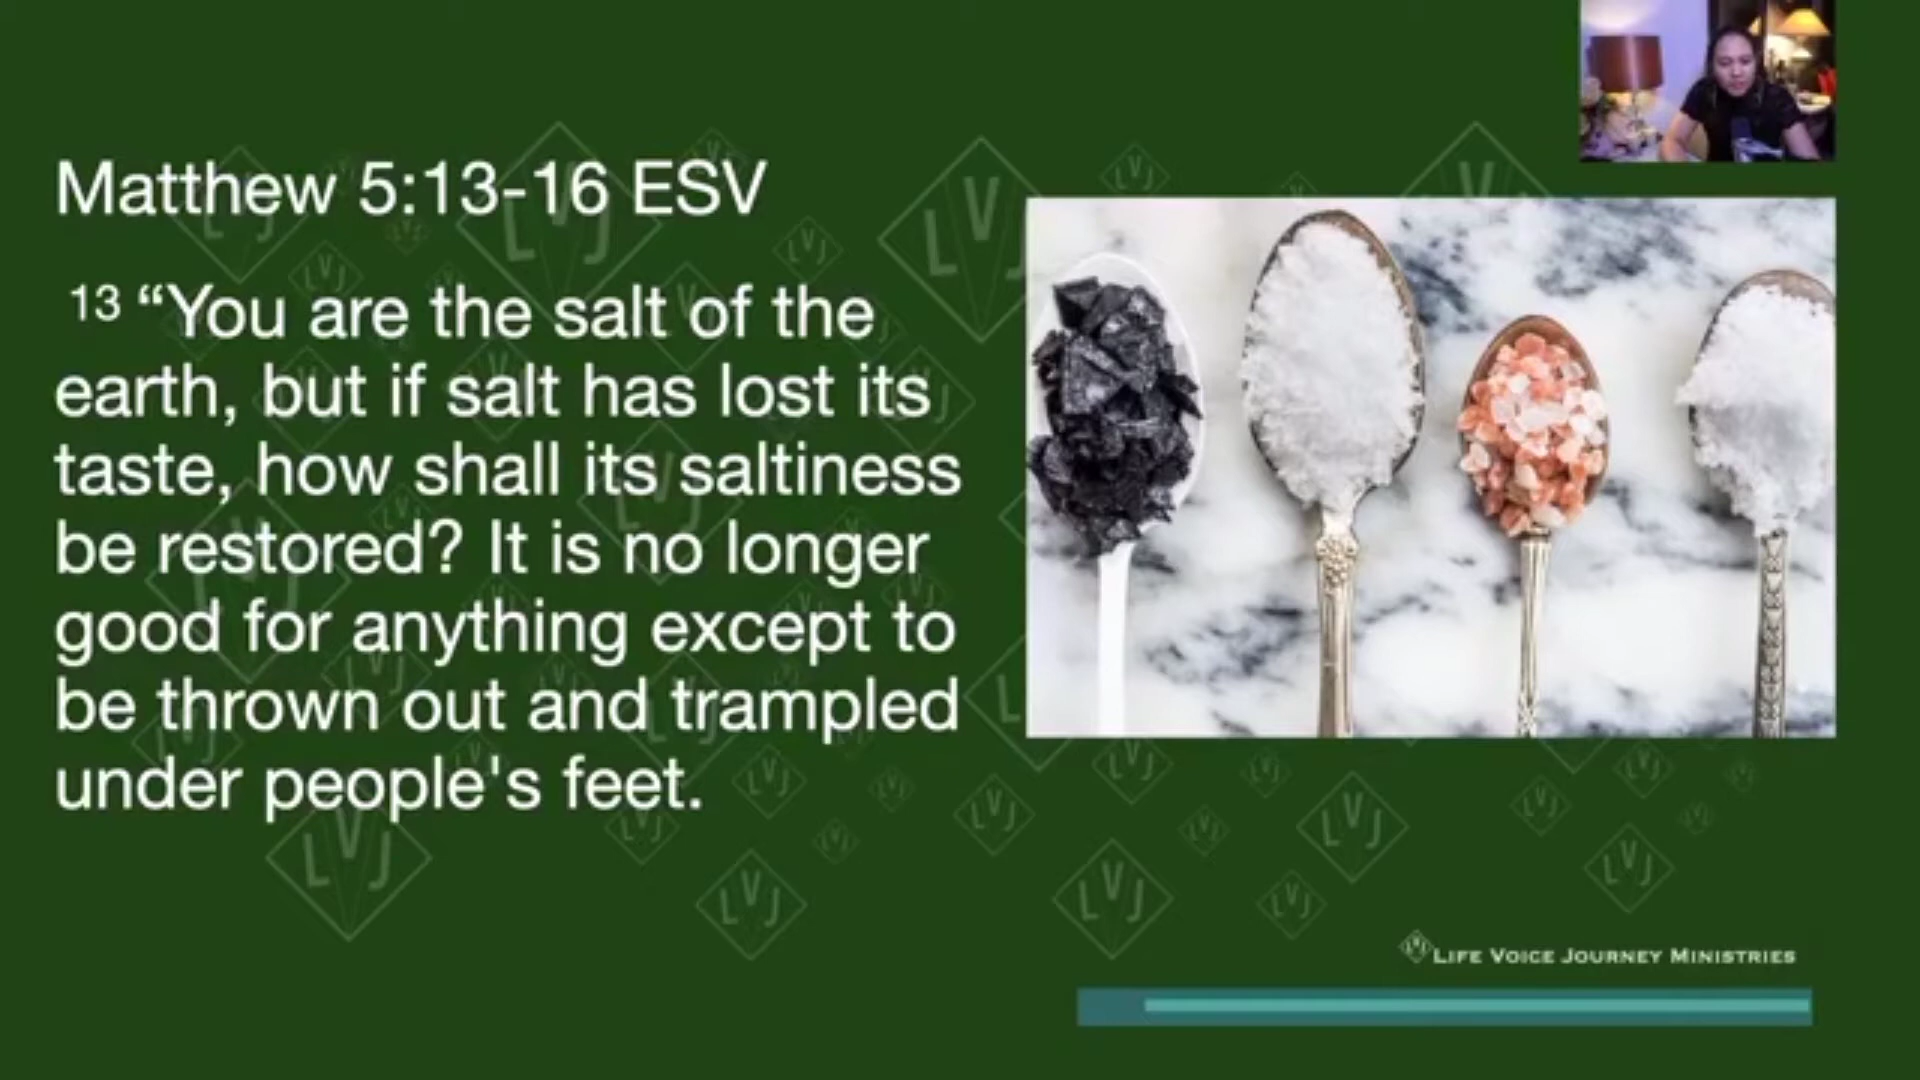 Matthew 5:13-16 ESV
13 “You are the salt of the
earth, but if salt has lost its
taste, how shall its saltiness
be restored? It is no longer
good for anything except to
be thrown out and trampled
under people's feet.
LVJ LIFE VOICE JOURNEY MINISTRIES